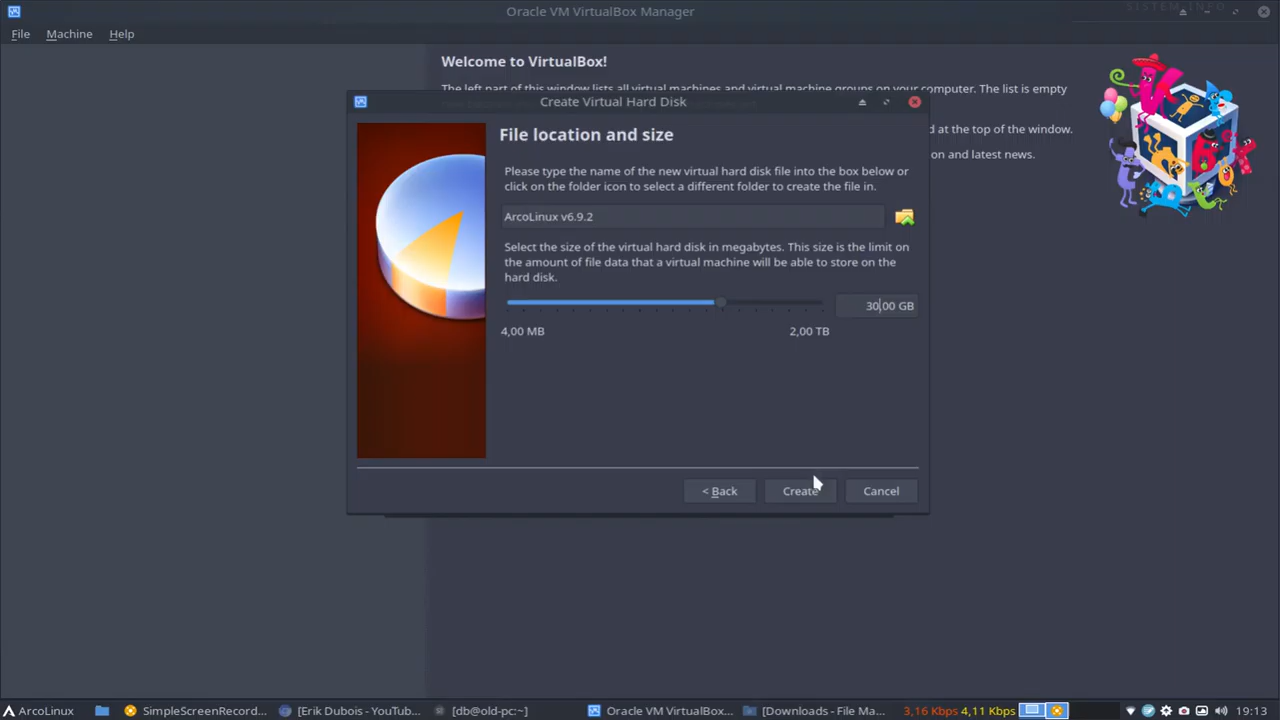 Oracle VM VirtualBox Manager
SISTEM INFO
File Machine Help
Welcome to VirtualBox!
The left part of this window lists all virtual machines and virtual machine groups on your computer. The list is empty
Create Virtual Hard Disk
d at the top of the window.
on and latest news.
File location and size
Please type the name of the new virtual hard disk file into the box below or
click on the folder icon to select a different folder to create the file in.
ArcoLinux v6.9.2
Select the size of the virtual hard disk in megabytes. This size is the limit on
the amount of file data that a virtual machine will be able to store on the
hard disk.
30,00 GB
4,00 MB 2,00 TB
< Back Create Cancel
ArcoLinux SimpleScreenRecord... [Erik Dubois - YouTub... [db@old-pc:~] Oracle VM VirtualBox... [Downloads - File Ma... 3,16 Kbps 4,11 Kbps 19:13